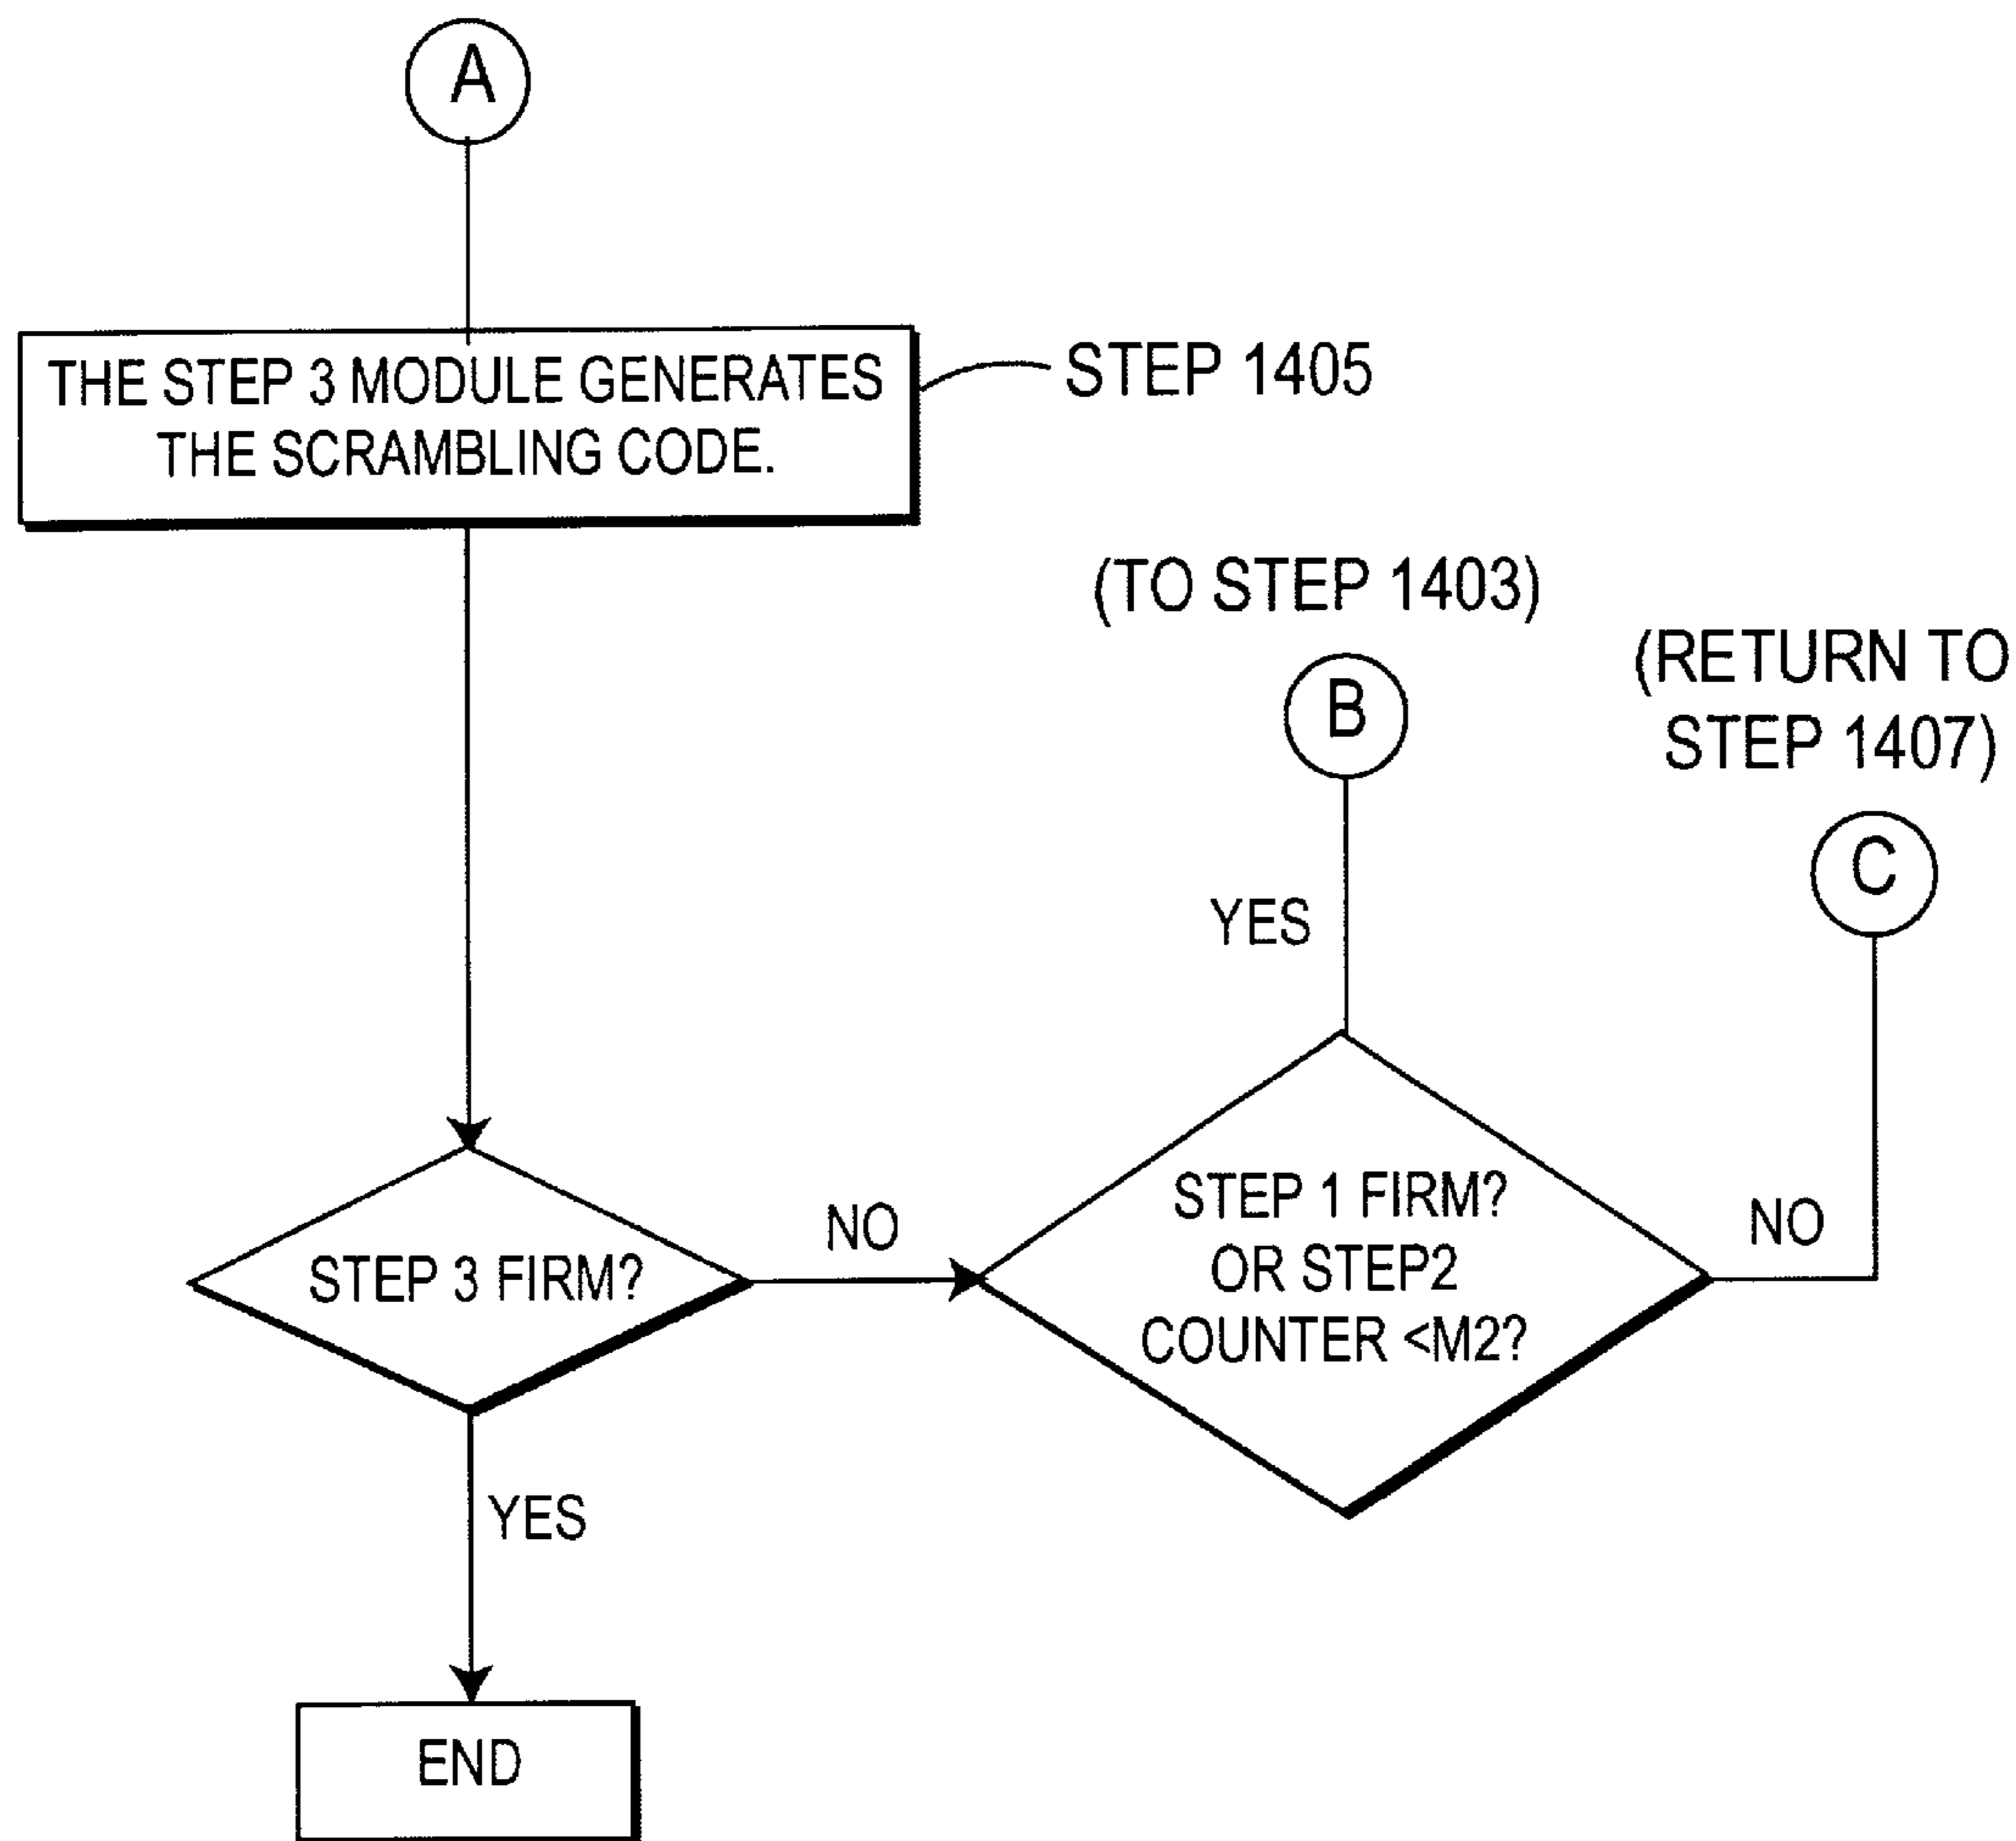 A
THE STEP 3 MODULE GENERATES
THE SCRAMBLING CODE.
STEP 1405
(TO STEP 1403)
B
(RETURN TO
STEP 1407)
C
YES
STEP 3 FIRM?
NO
STEP 1 FIRM?
OR STEP2
COUNTER <M2?
NO
YES
END